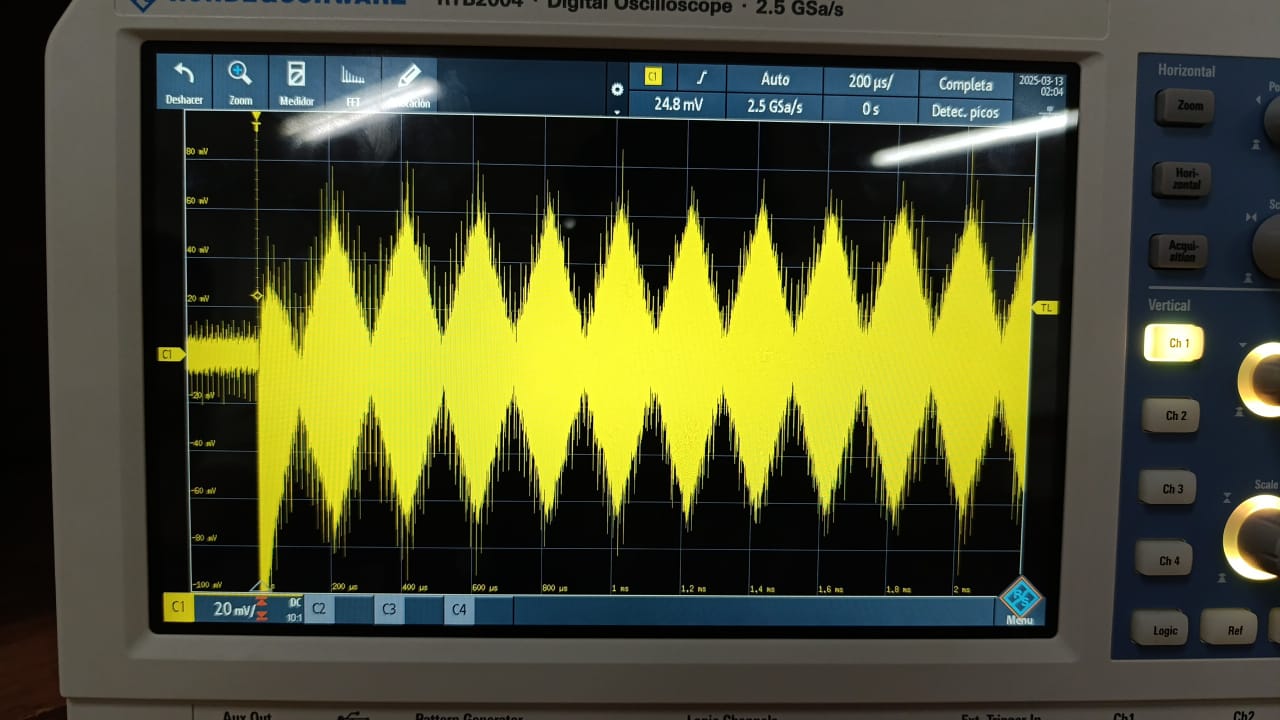 RTB2004 · Digital Oscilloscope · 2.5 GSa/s
Deshacer
Zoom
Medidor
FFT
C1
Auto
200 µs/
Completa
2025-03-13
02:04
24.8 mV
2.5 GSa/s
0 s
Detec. picos
T
80 mV
60 mV
40 mV
20 mV
TL
C1
-20 mV
-40 mV
-60 mV
-80 mV
-100 mV
200 µs
400 µs
600 µs
800 µs
1 ms
1,2 ms
1,4 ms
1,6 ms
1,8 ms
2 ms
C1
20 mV/
DC
10:1
C2
C3
C4
Menu
Horizontal
Zoom
Hori-
zontal
Acqui-
sition
Vertical
Ch 1
Ch 2
Ch 3
Scale
Ch 4
Logic
Ref
Aux Out
Pattern Generator
Logic Channels
Ext. Trigger In
Ch1
Ch2